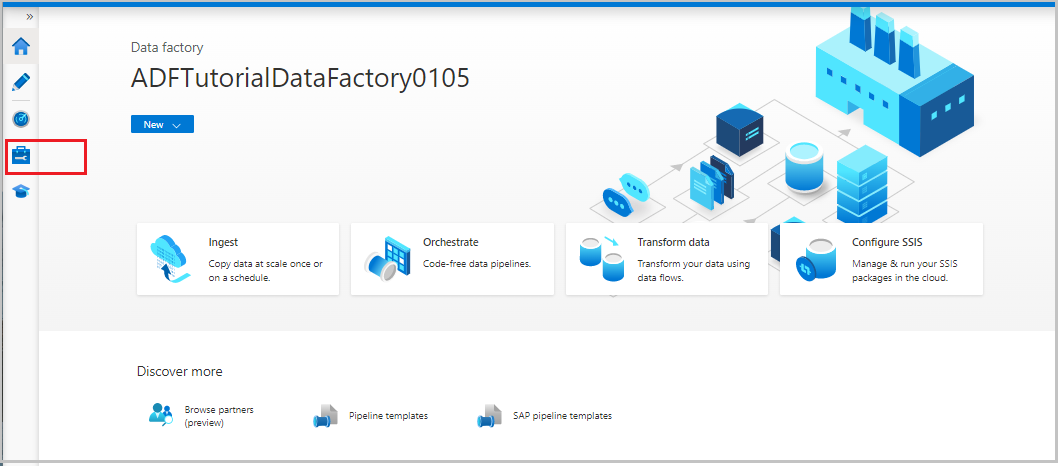 »
Data factory
ADFTutorialDataFactory0105
New
Ingest
Copy data at scale once or
on a schedule.
Orchestrate
Code-free data pipelines.
Transform data
Transform your data using
data flows.
Configure SSIS
Manage & run your SSIS
packages in the cloud.
Discover more
Browse partners
(preview)
Pipeline templates
SAP pipeline templates